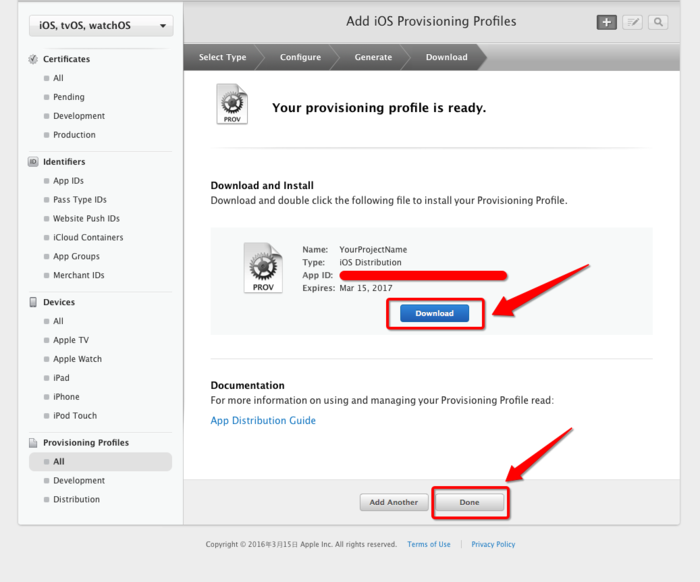 iOS, tvOS, watchOS
Add iOS Provisioning Profiles
Certificates
All
Pending
Development
Production
ID Identifiers
App IDs
Pass Type IDs
Website Push IDs
iCloud Containers
App Groups
Merchant IDs
Devices
All
Apple TV
Apple Watch
iPad
iPhone
iPod Touch
Provisioning Profiles
All
Development
Distribution
Select Type Configure Generate Download
PROV
Your provisioning profile is ready.
Download and Install
Download and double click the following file to install your Provisioning Profile.
PROV
Name: YourProjectName
Type: iOS Distribution
App ID:
Expires: Mar 15, 2017
Download
Documentation
For more information on using and managing your Provisioning Profile read:
App Distribution Guide
Add Another Done
Copyright © 2016年3月15日 Apple Inc. All rights reserved. Terms of Use Privacy Policy